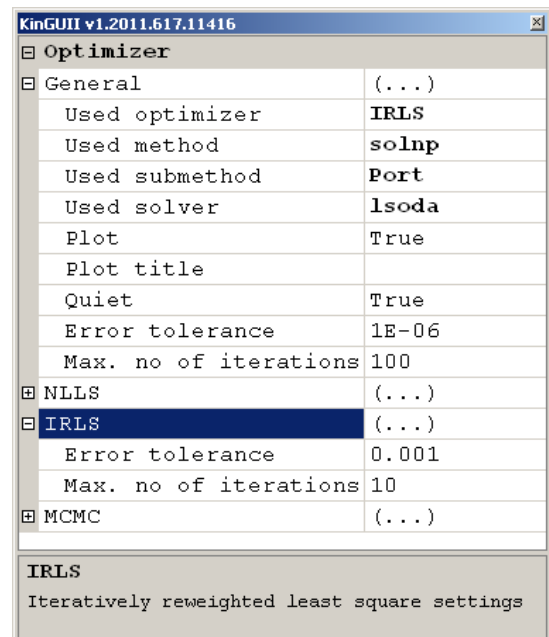 KinGUII v1.2011.617.11416
Optimizer
General (...)
Used optimizer IRLS
Used method solnp
Used submethod Port
Used solver lsoda
Plot True
Plot title
Quiet True
Error tolerance 1E-06
Max. no of iterations 100
NLLS (...)
IRLS (...)
Error tolerance 0.001
Max. no of iterations 10
MCMC (...)
IRLS
Iteratively reweighted least square settings